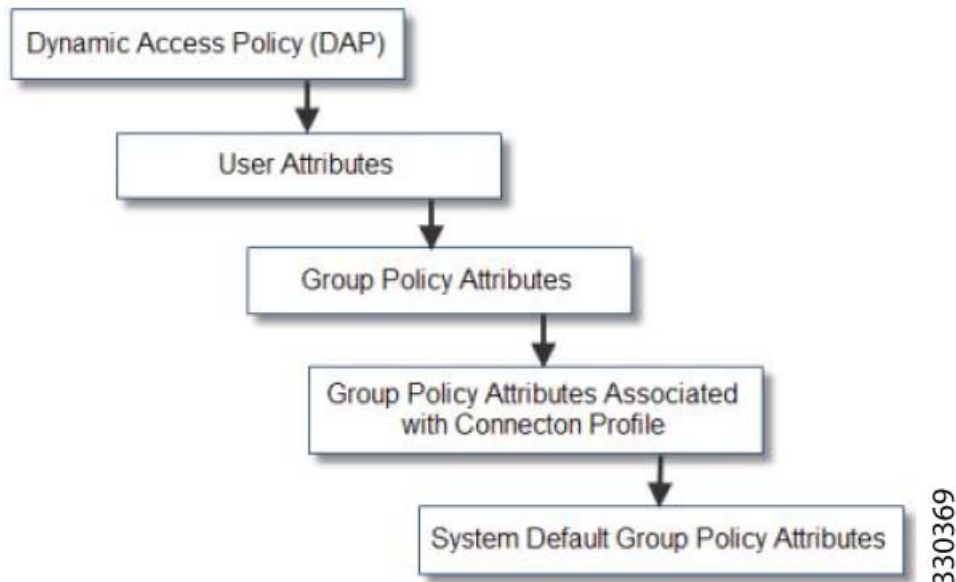 Dynamic Access Policy (DAP)
User Attributes
Group Policy Attributes
Group Policy Attributes Associated
with Connecton Profile
System Default Group Policy Attributes
330369